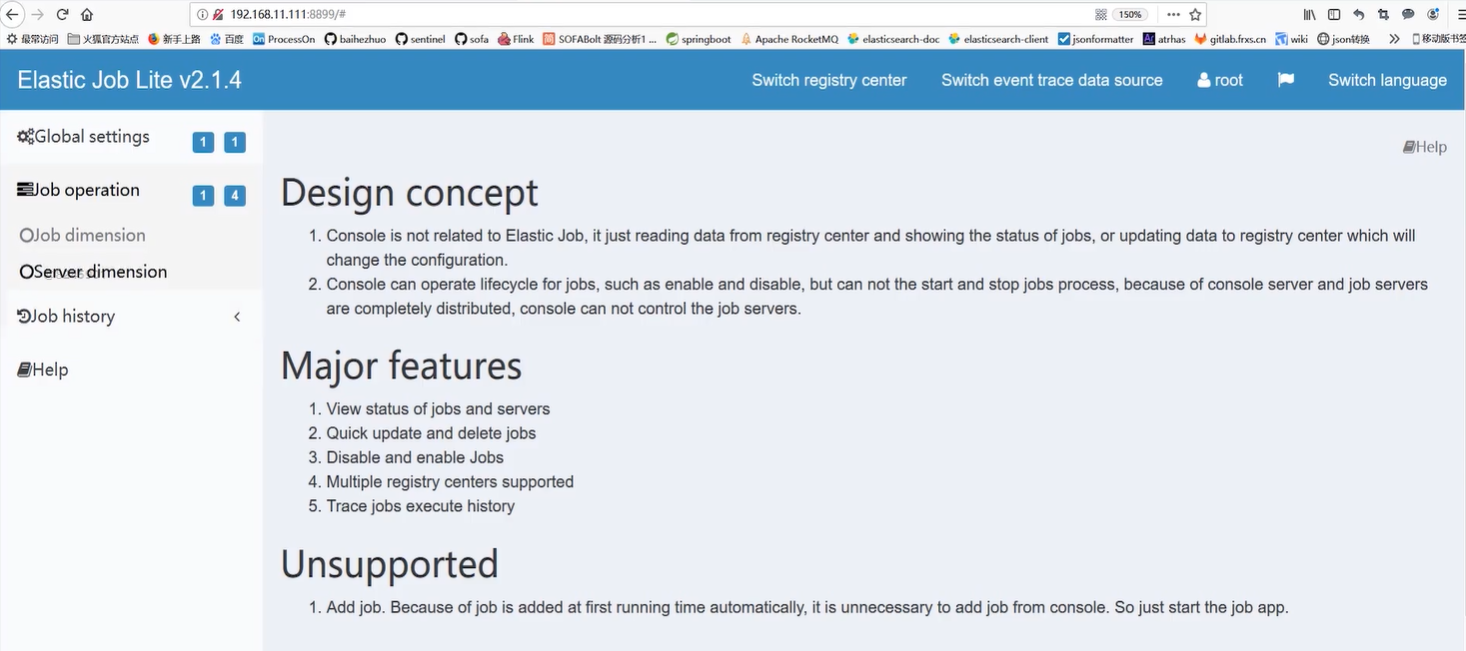 192.168.11.111:8899/#
150%
最常访问 火狐官方站点 新手上路 百度 ProcessOn baihezhuo sentinel sofa Flink SOFABolt 源码分析1 ... springboot Apache RocketMQ elasticsearch-doc elasticsearch-client jsonformatter atrhas gitlab.frxs.cn wiki json转换 移动版书签
Elastic Job Lite v2.1.4
Switch registry center Switch event trace data source root Switch language
Global settings 1 1
Help
Job operation 1 4
Job dimension
Server dimension
Job history
Help
Design concept
1. Console is not related to Elastic Job, it just reading data from registry center and showing the status of jobs, or updating data to registry center which will
change the configuration.
2. Console can operate lifecycle for jobs, such as enable and disable, but can not the start and stop jobs process, because of console server and job servers
are completely distributed, console can not control the job servers.
Major features
1. View status of jobs and servers
2. Quick update and delete jobs
3. Disable and enable Jobs
4. Multiple registry centers supported
5. Trace jobs execute history
Unsupported
1. Add job. Because of job is added at first running time automatically, it is unnecessary to add job from console. So just start the job app.